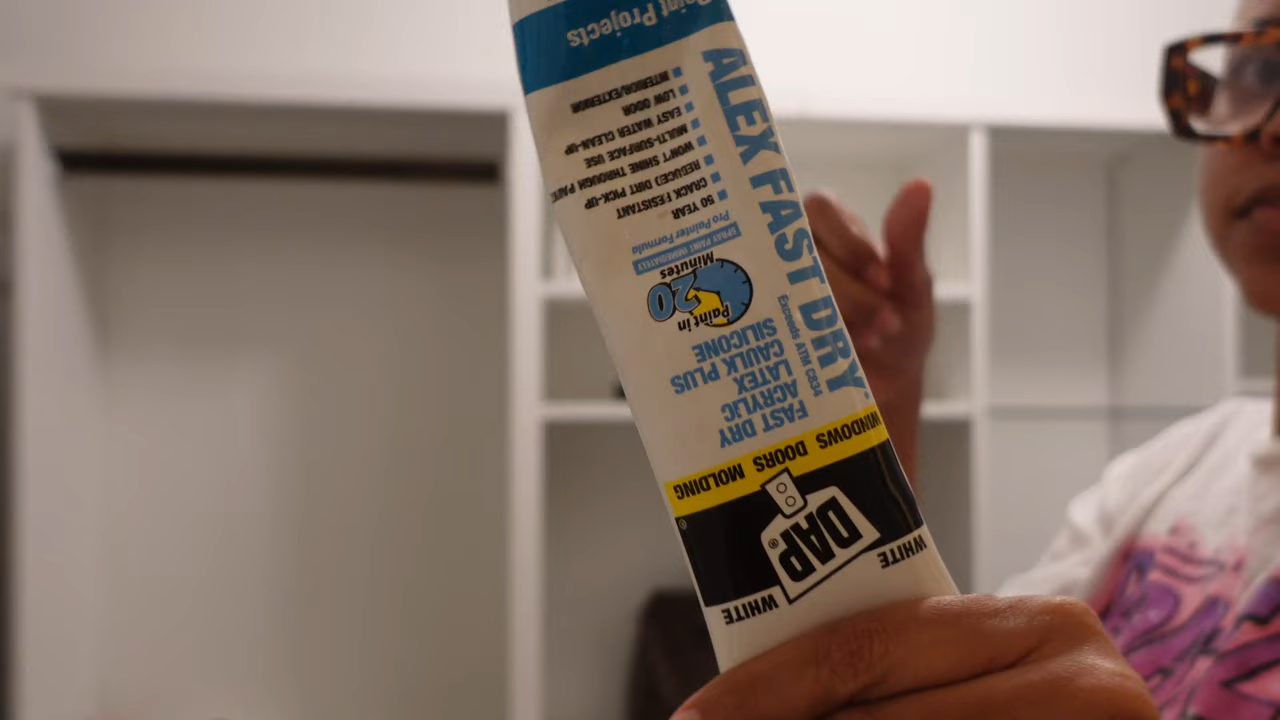 WHITE
WHITE
DAP®
WINDOWS DOORS MOLDING
ALEX FAST DRY®
Exceeds ATM C834
FAST DRY
ACRYLIC
LATEX
CAULK PLUS
SILICONE
Paint in
20
Minutes
SPRAY PAINT IMMEDIATELY
Pro Painter Formula
50 YEAR
CRACK RESISTANT
REDUCED DIRT PICK-UP
WON'T SHINE THROUGH PAINT
MULTI-SURFACE USE
EASY WATER CLEAN-UP
LOW ODOR
INTERIOR/EXTERIOR
Paint Projects